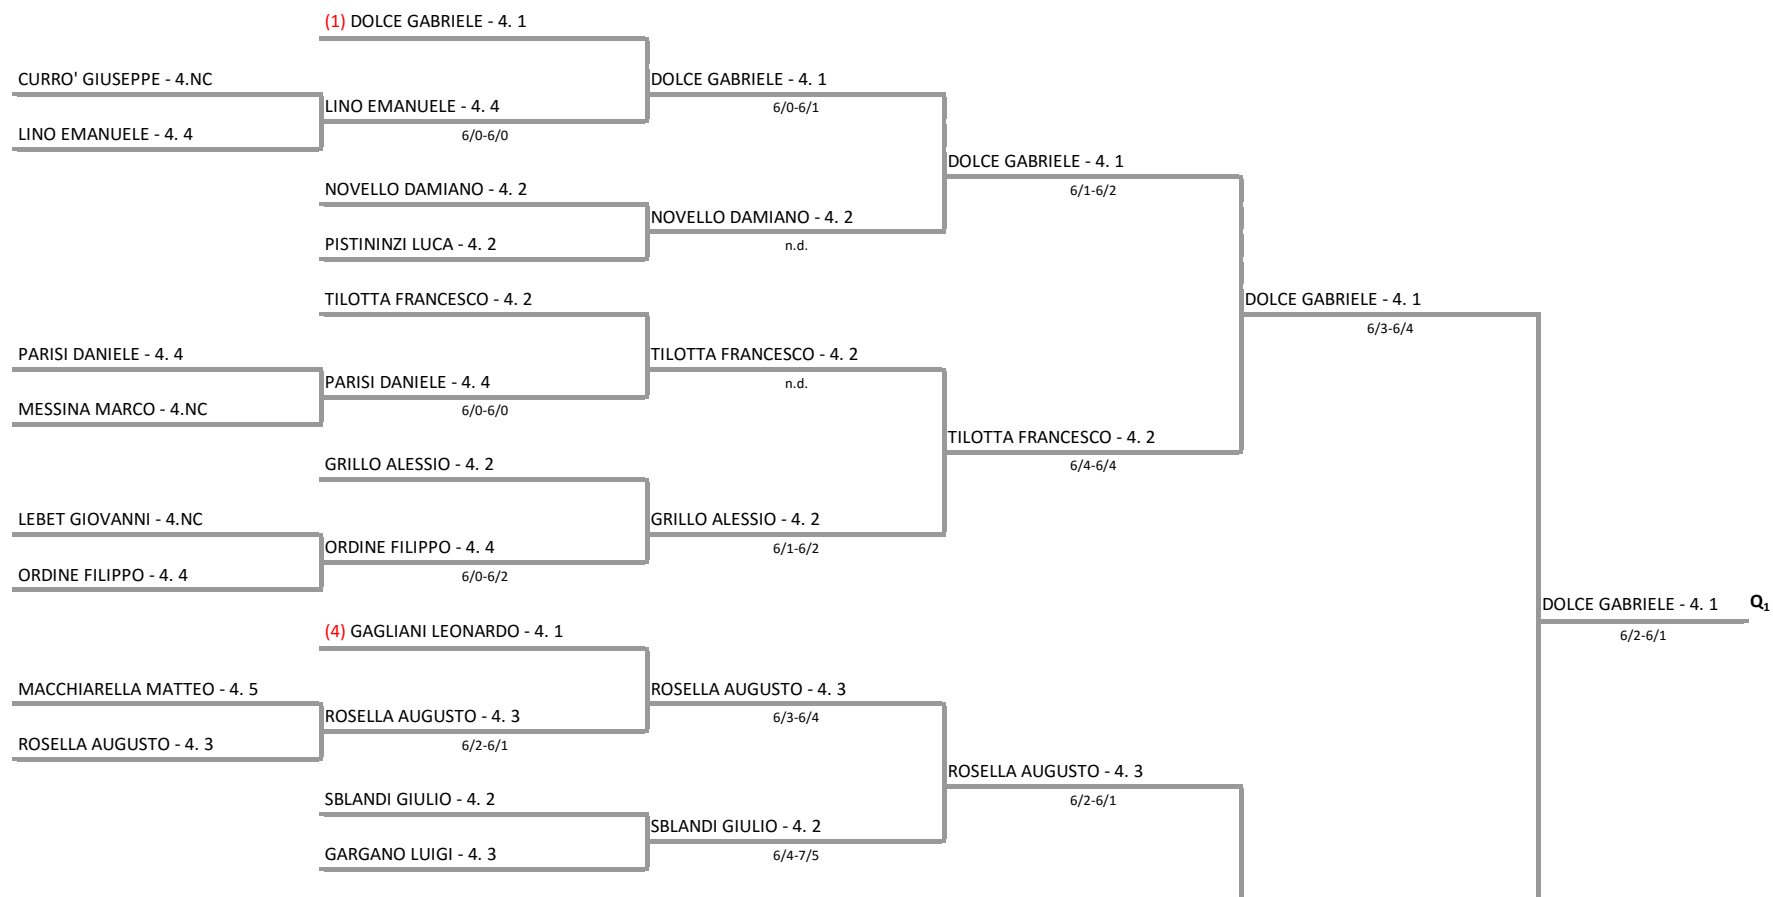 (1) DOLCE GABRIELE - 4. 1
CURRO' GIUSEPPE - 4.NC
DOLCE GABRIELE - 4. 1
LINO EMANUELE - 4. 4
6/0-6/1
LINO EMANUELE - 4. 4
6/0-6/0
DOLCE GABRIELE - 4. 1
NOVELLO DAMIANO - 4. 2
6/1-6/2
NOVELLO DAMIANO - 4. 2
PISTININZI LUCA - 4. 2
n.d.
TILOTTA FRANCESCO - 4. 2
DOLCE GABRIELE - 4. 1
6/3-6/4
PARISI DANIELE - 4. 4
TILOTTA FRANCESCO - 4. 2
PARISI DANIELE - 4. 4
n.d.
MESSINA MARCO - 4.NC
6/0-6/0
TILOTTA FRANCESCO - 4. 2
GRILLO ALESSIO - 4. 2
6/4-6/4
LEBET GIOVANNI - 4.NC
GRILLO ALESSIO - 4. 2
ORDINE FILIPPO - 4. 4
6/1-6/2
ORDINE FILIPPO - 4. 4
6/0-6/2
DOLCE GABRIELE - 4. 1 Q1
(4) GAGLIANI LEONARDO - 4. 1
6/2-6/1
MACCHIARELLA MATTEO - 4. 5
ROSELLA AUGUSTO - 4. 3
ROSELLA AUGUSTO - 4. 3
6/3-6/4
ROSELLA AUGUSTO - 4. 3
6/2-6/1
ROSELLA AUGUSTO - 4. 3
SBLANDI GIULIO - 4. 2
6/2-6/1
SBLANDI GIULIO - 4. 2
GARGANO LUIGI - 4. 3
6/4-7/5